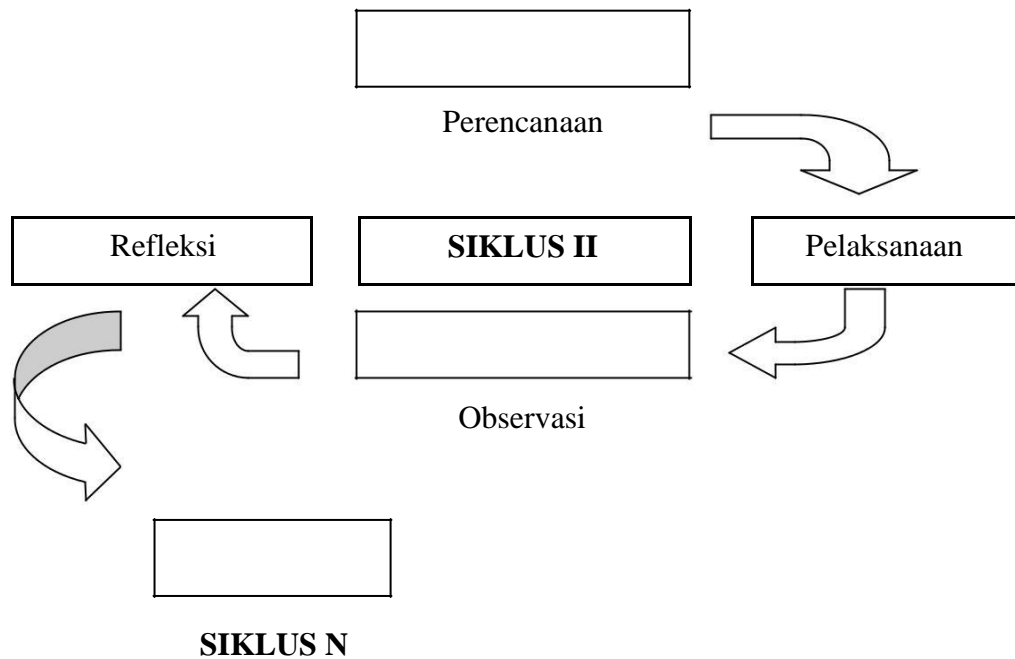 Perencanaan
Refleksi
SIKLUS II
Pelaksanaan
Observasi
SIKLUS N